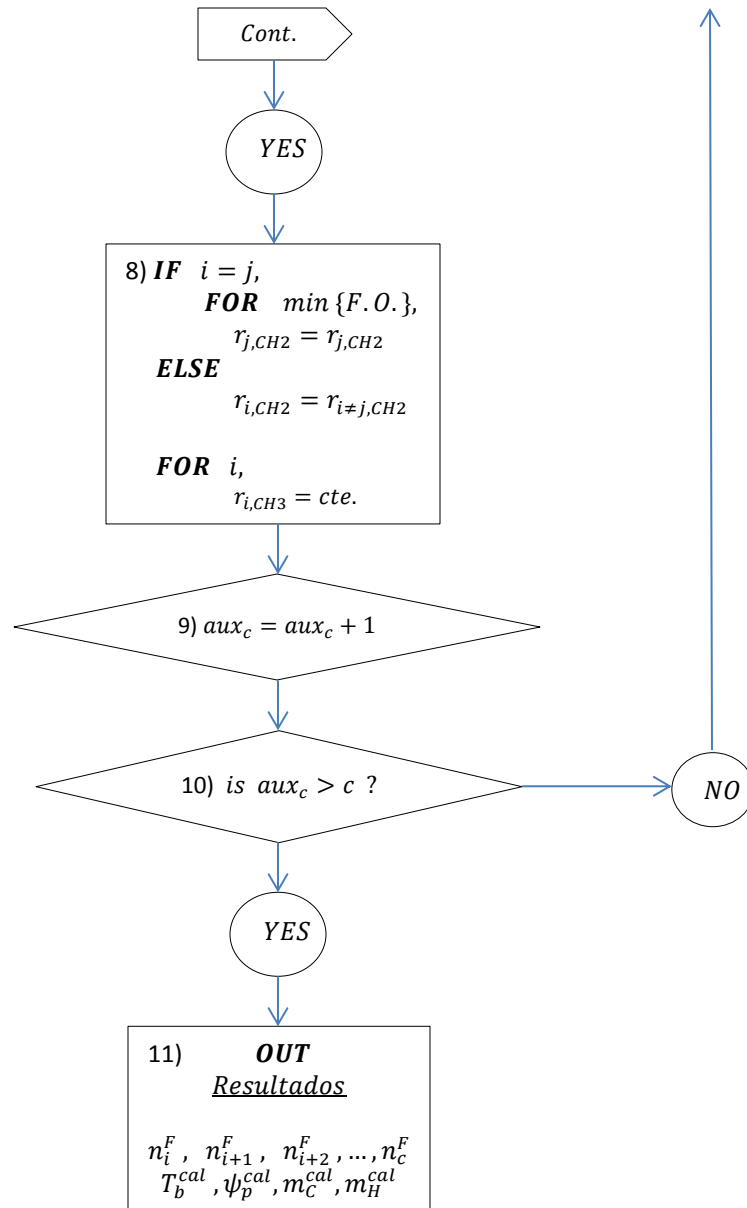 Cont.
YES
8) IF i = j,
FOR min {F.O.},
r_{j,CH2} = r_{j,CH2}
ELSE
r_{i,CH2} = r_{i≠j,CH2}
FOR i,
r_{i,CH3} = cte.
9) aux_c = aux_c + 1
10) is aux_c > c ?
NO
YES
11) OUT
Resultados
n_i^F , n_{i+1}^F , n_{i+2}^F , … , n_c^F
T_b^{cal} , ψ_p^{cal} , m_C^{cal} , m_H^{cal}